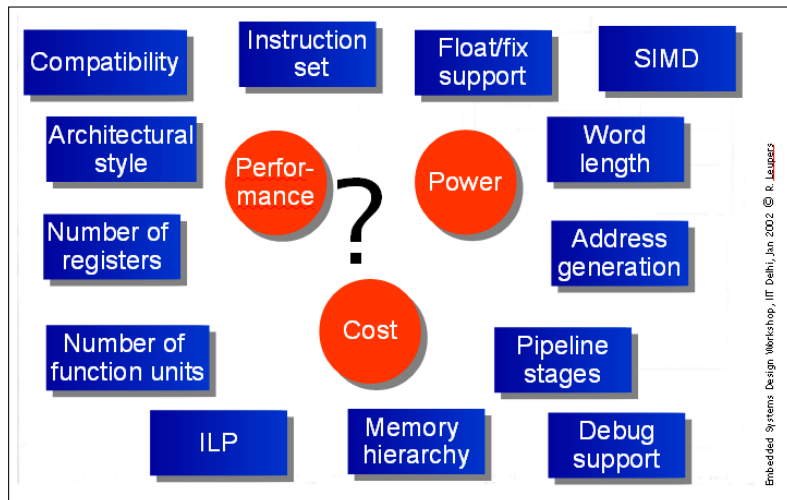 Compatibility
Instruction
set
Float/fix
support
SIMD
Architectural
style
Perfor-
mance
?
Power
Word
length
Number of
registers
Address
generation
Cost
Number of
function units
Pipeline
stages
ILP
Memory
hierarchy
Debug
support
Embedded Systems Design Workshop, IIT Delhi, Jan 2002 © R. Leupers